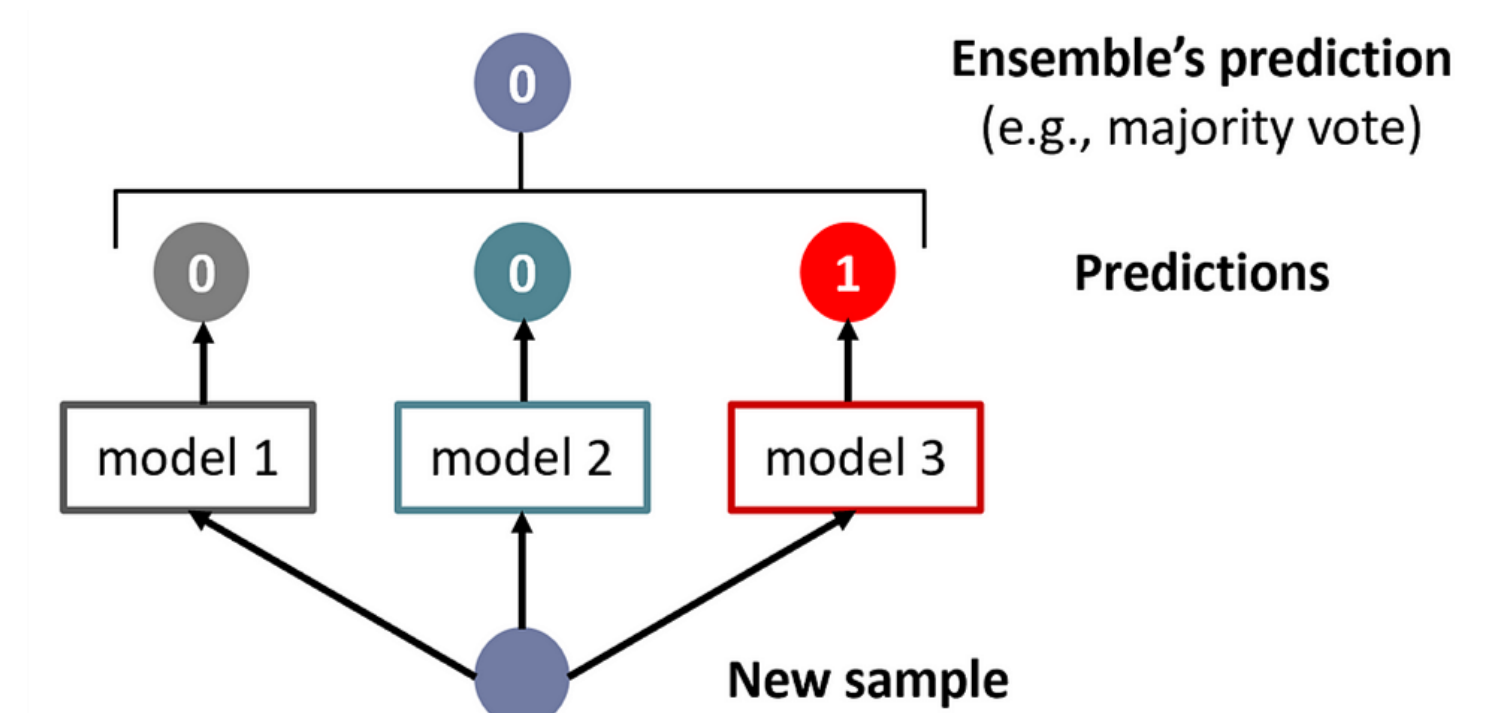 0
Ensemble's prediction
(e.g., majority vote)
0 0 1 Predictions
model 1 model 2 model 3
New sample